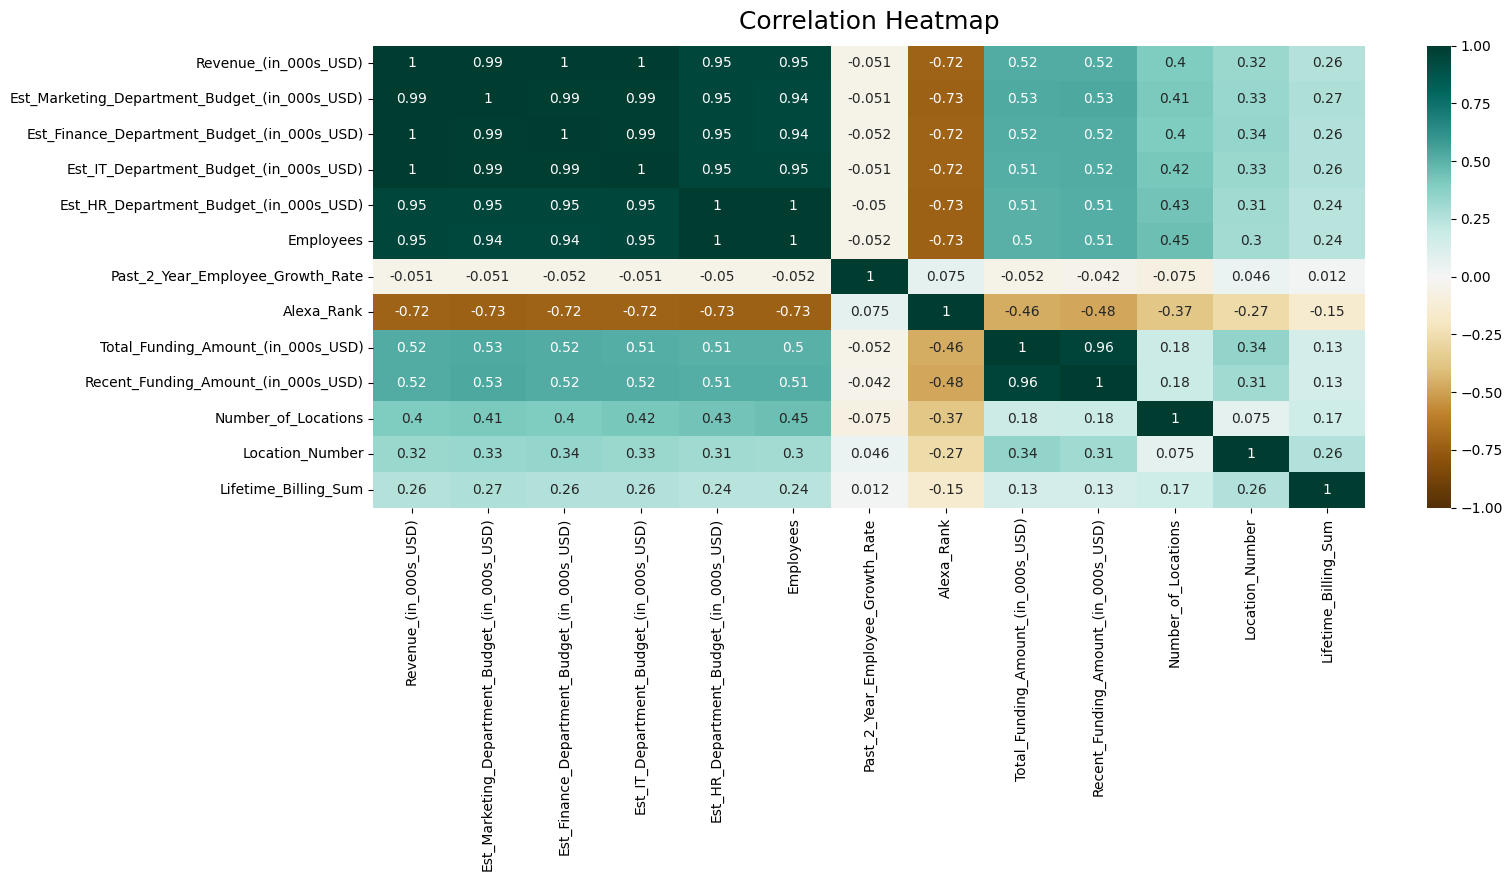 Correlation Heatmap
Revenue_(in_000s_USD) 1 0.99 1 1 0.95 0.95 -0.051 -0.72 0.52 0.52 0.4 0.32 0.26
Est_Marketing_Department_Budget_(in_000s_USD) 0.99 1 0.99 0.99 0.95 0.94 -0.051 -0.73 0.53 0.53 0.41 0.33 0.27
Est_Finance_Department_Budget_(in_000s_USD) 1 0.99 1 0.99 0.95 0.94 -0.052 -0.72 0.52 0.52 0.4 0.34 0.26
Est_IT_Department_Budget_(in_000s_USD) 1 0.99 0.99 1 0.95 0.95 -0.051 -0.72 0.51 0.52 0.42 0.33 0.26
Est_HR_Department_Budget_(in_000s_USD) 0.95 0.95 0.95 0.95 1 1 -0.05 -0.73 0.51 0.51 0.43 0.31 0.24
Employees 0.95 0.94 0.94 0.95 1 1 -0.052 -0.73 0.5 0.51 0.45 0.3 0.24
Past_2_Year_Employee_Growth_Rate -0.051 -0.051 -0.052 -0.051 -0.05 -0.052 1 0.075 -0.052 -0.042 -0.075 0.046 0.012
Alexa_Rank -0.72 -0.73 -0.72 -0.72 -0.73 -0.73 0.075 1 -0.46 -0.48 -0.37 -0.27 -0.15
Total_Funding_Amount_(in_000s_USD) 0.52 0.53 0.52 0.51 0.51 0.5 -0.052 -0.46 1 0.96 0.18 0.34 0.13
Recent_Funding_Amount_(in_000s_USD) 0.52 0.53 0.52 0.52 0.51 0.51 -0.042 -0.48 0.96 1 0.18 0.31 0.13
Number_of_Locations 0.4 0.41 0.4 0.42 0.43 0.45 -0.075 -0.37 0.18 0.18 1 0.075 0.17
Location_Number 0.32 0.33 0.34 0.33 0.31 0.3 0.046 -0.27 0.34 0.31 0.075 1 0.26
Lifetime_Billing_Sum 0.26 0.27 0.26 0.26 0.24 0.24 0.012 -0.15 0.13 0.13 0.17 0.26 1
Revenue_(in_000s_USD)
Est_Marketing_Department_Budget_(in_000s_USD)
Est_Finance_Department_Budget_(in_000s_USD)
Est_IT_Department_Budget_(in_000s_USD)
Est_HR_Department_Budget_(in_000s_USD)
Employees
Past_2_Year_Employee_Growth_Rate
Alexa_Rank
Total_Funding_Amount_(in_000s_USD)
Recent_Funding_Amount_(in_000s_USD)
Number_of_Locations
Location_Number
Lifetime_Billing_Sum
1.00
0.75
0.50
0.25
0.00
−0.25
−0.50
−0.75
−1.00